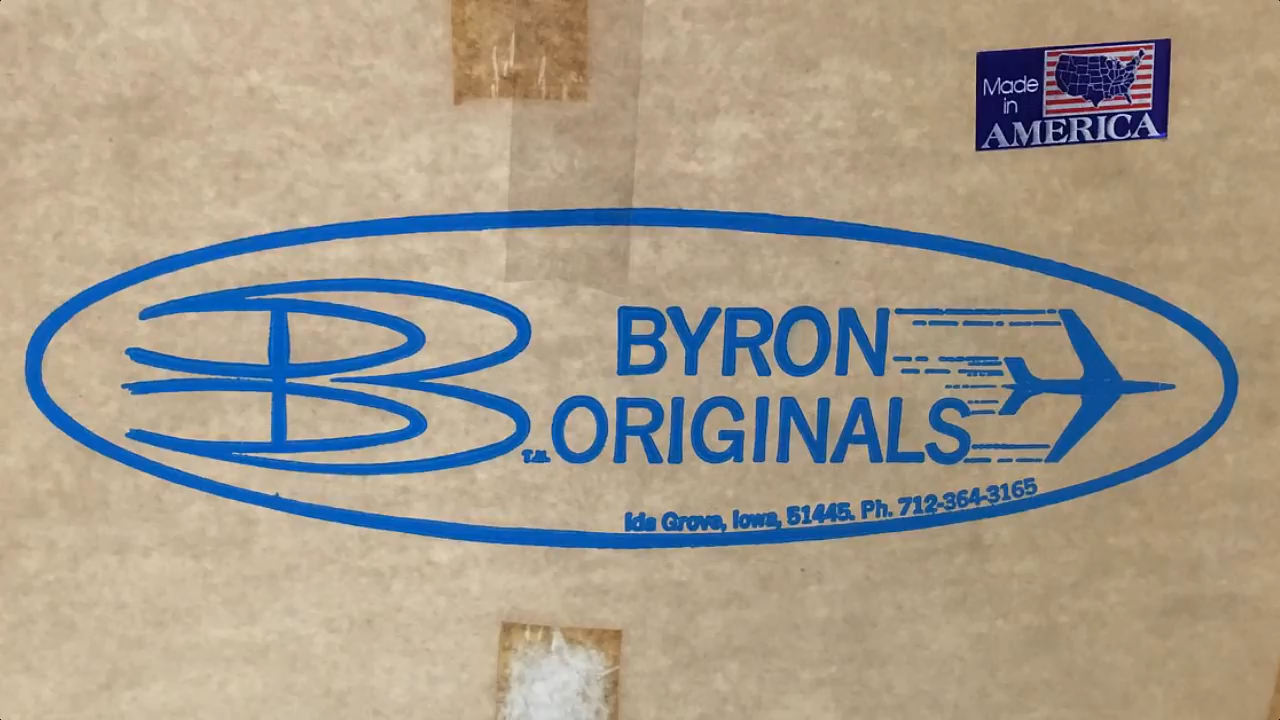 Made
in
AMERICA
BYRON
T.M. ORIGINALS
Ida Grove, Iowa, 51445. Ph. 712-364-3165